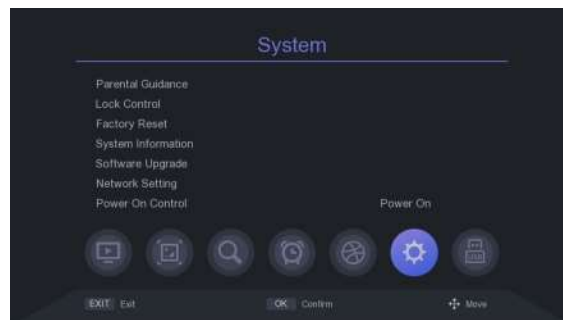 System
Parental Guidance
Lock Control
Factory Reset
System Information
Software Upgrade
Network Setting
Power On Control Power On
USB
EXIT Exit OK Confirm Move